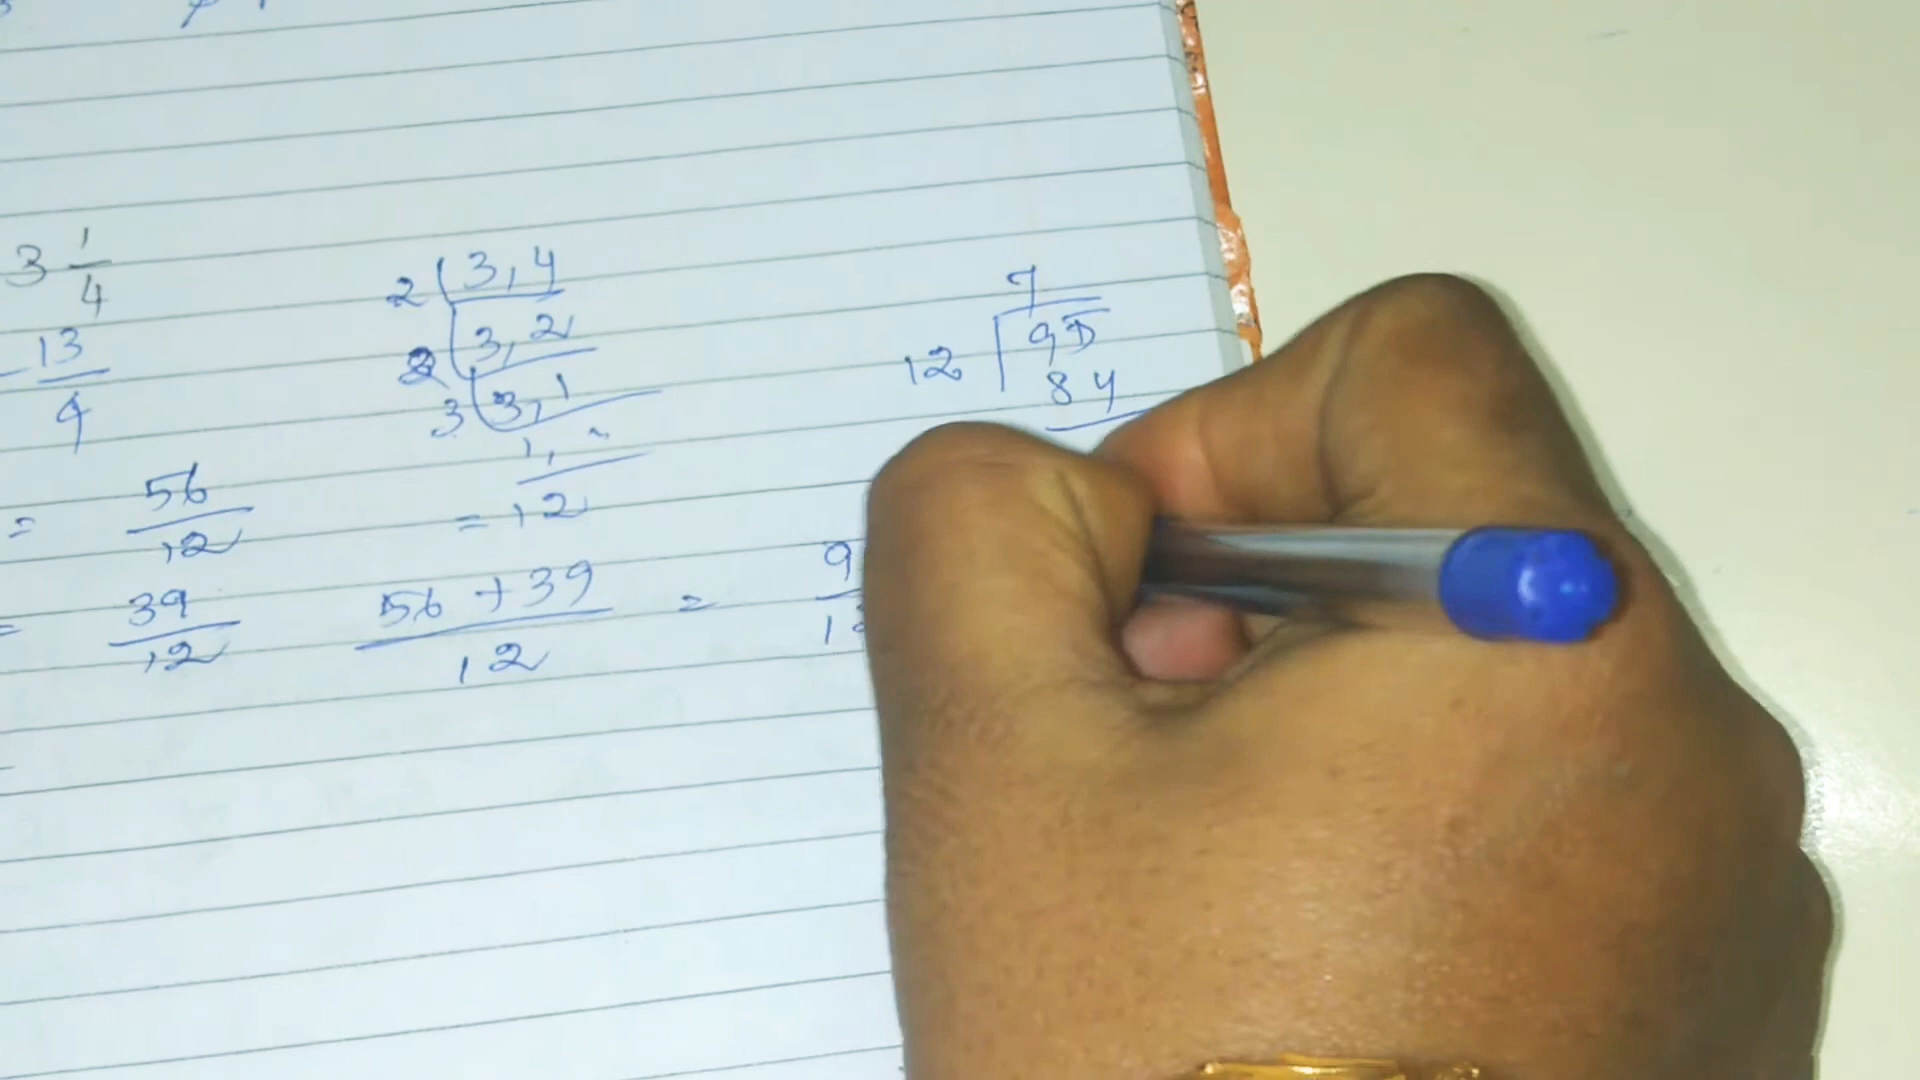 3 1/4
13/4
= 56/12
= 39/12
2 3, 4
2 3, 2
3 3, 1
1,
= 12
56 + 39 / 12 = 9
7
12 95
84